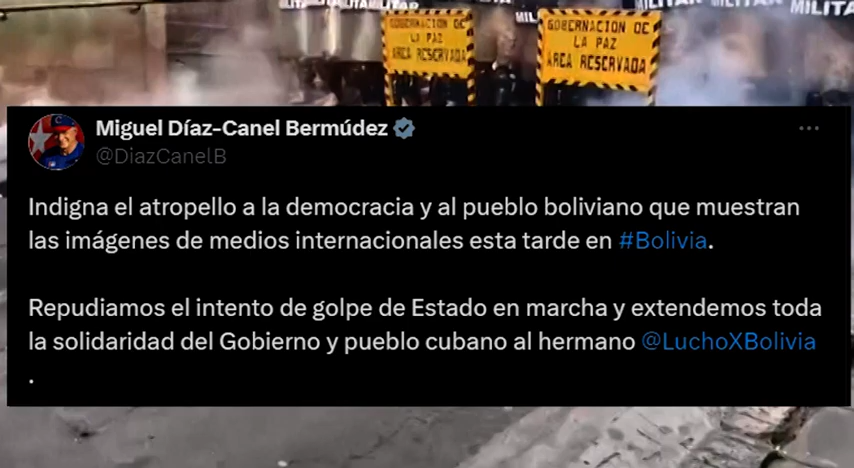 MILITAR
MILITAR
MILITAR
GOBERNACION DE
LA PAZ
AREA RESERVADA
GOBERNACION DE
LA PAZ
AREA RESERVADA
Miguel Díaz-Canel Bermúdez
@DiazCanelB
Indigna el atropello a la democracia y al pueblo boliviano que muestran
las imágenes de medios internacionales esta tarde en #Bolivia.
Repudiamos el intento de golpe de Estado en marcha y extendemos toda
la solidaridad del Gobierno y pueblo cubano al hermano @LuchoXBolivia
.